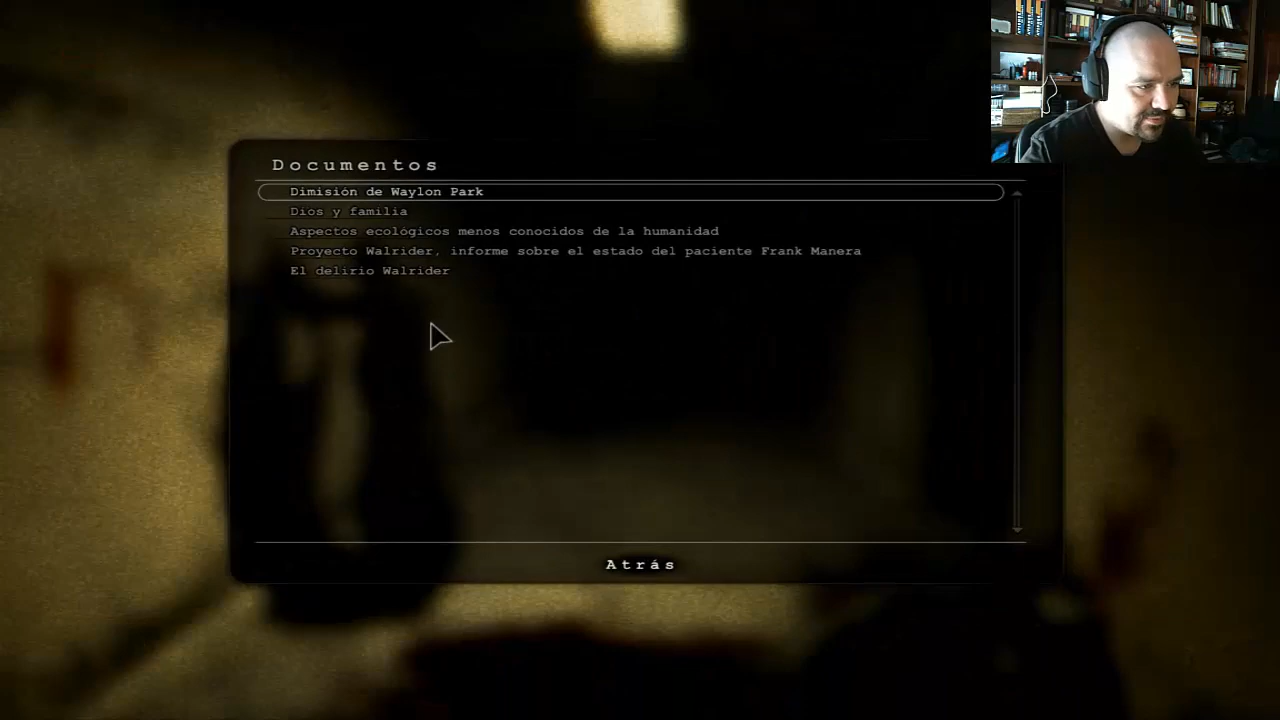 Documentos
Dimisión de Waylon Park
Dios y familia
Aspectos ecológicos menos conocidos de la humanidad
Proyecto Walrider, informe sobre el estado del paciente Frank Manera
El delirio Walrider
Atrás